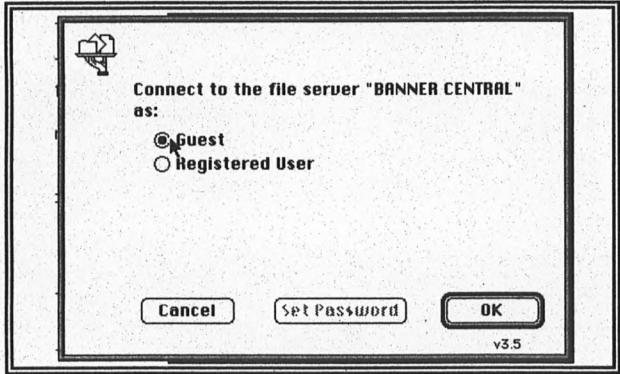 Connect to the file server "BANNER CENTRAL"
as:
Guest
Registered User
Cancel Set Password OK
v3.5